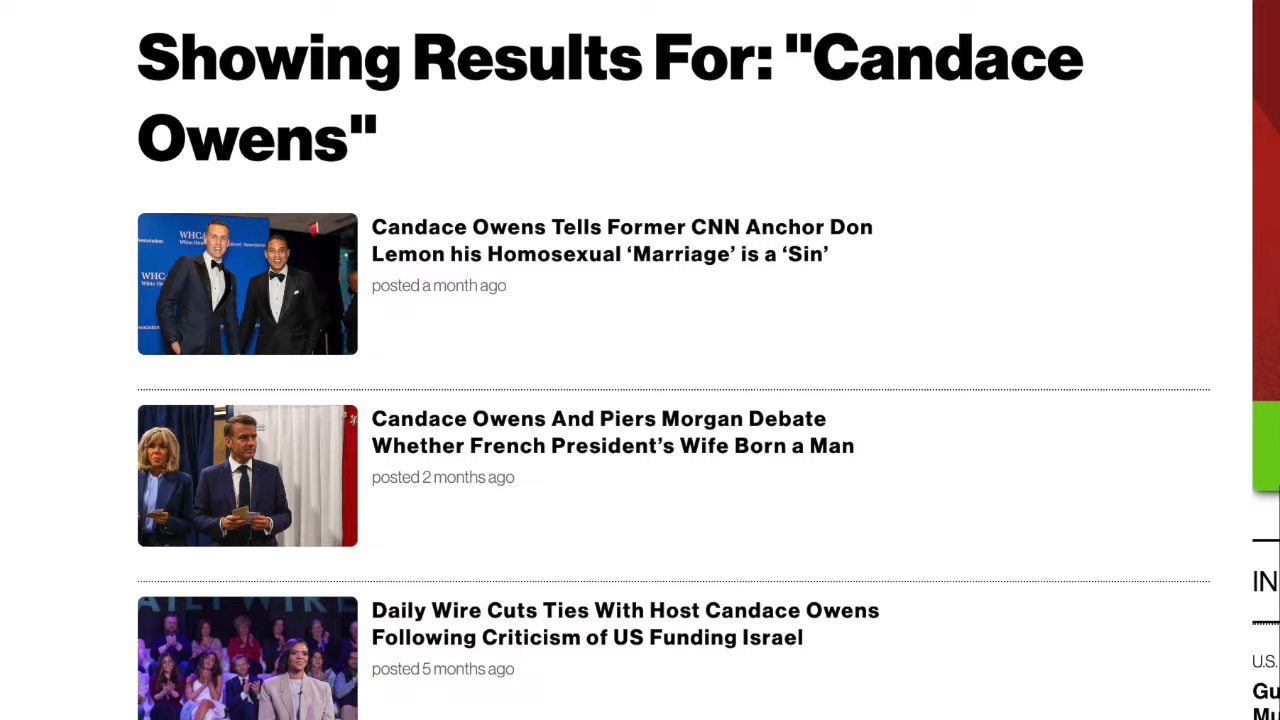 Showing Results For: "Candace
Owens"
Candace Owens Tells Former CNN Anchor Don
Lemon his Homosexual ‘Marriage’ is a ‘Sin’
posted a month ago
Candace Owens And Piers Morgan Debate
Whether French President’s Wife Born a Man
posted 2 months ago
Daily Wire Cuts Ties With Host Candace Owens
Following Criticism of US Funding Israel
posted 5 months ago
IN
U.S.
Gu
Mu